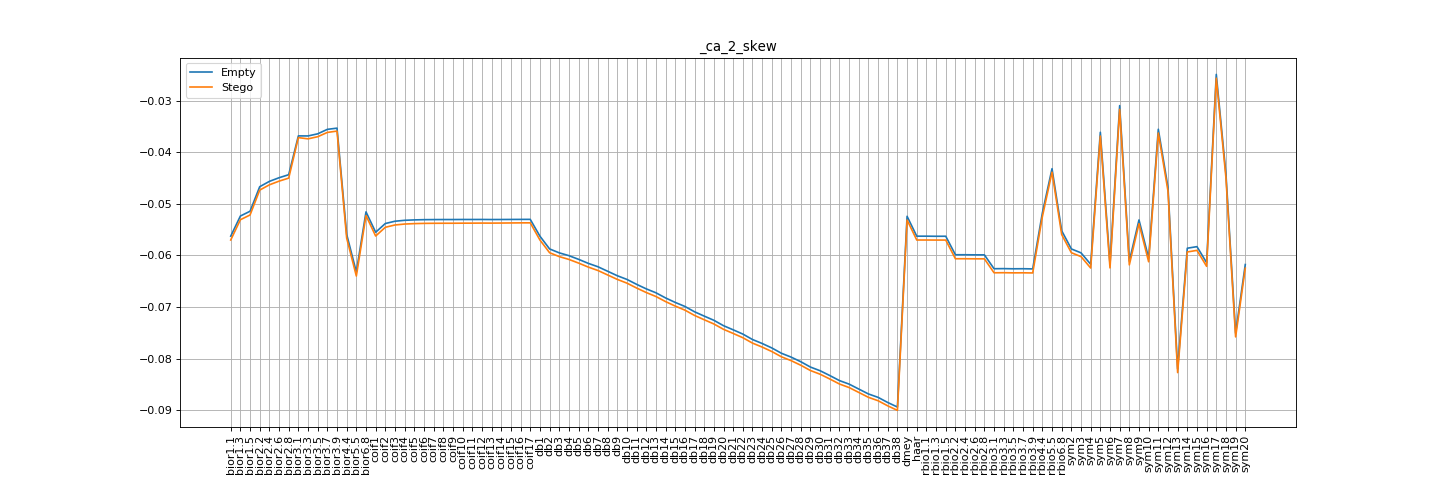 _ca_2_skew
Empty
Stego
−0.03
−0.04
−0.05
−0.06
−0.07
−0.08
−0.09
bior1.1
bior1.3
bior1.5
bior2.2
bior2.4
bior2.6
bior2.8
bior3.1
bior3.3
bior3.5
bior3.7
bior3.9
bior4.4
bior5.5
bior6.8
coif1
coif2
coif3
coif4
coif5
coif6
coif7
coif8
coif9
coif10
coif11
coif12
coif13
coif14
coif15
coif16
coif17
db1
db2
db3
db4
db5
db6
db7
db8
db9
db10
db11
db12
db13
db14
db15
db16
db17
db18
db19
db20
db21
db22
db23
db24
db25
db26
db27
db28
db29
db30
db31
db32
db33
db34
db35
db36
db37
db38
dmey
haar
rbio1.1
rbio1.3
rbio1.5
rbio2.2
rbio2.4
rbio2.6
rbio2.8
rbio3.1
rbio3.3
rbio3.5
rbio3.7
rbio3.9
rbio4.4
rbio5.5
rbio6.8
sym2
sym3
sym4
sym5
sym6
sym7
sym8
sym9
sym10
sym11
sym12
sym13
sym14
sym15
sym16
sym17
sym18
sym19
sym20